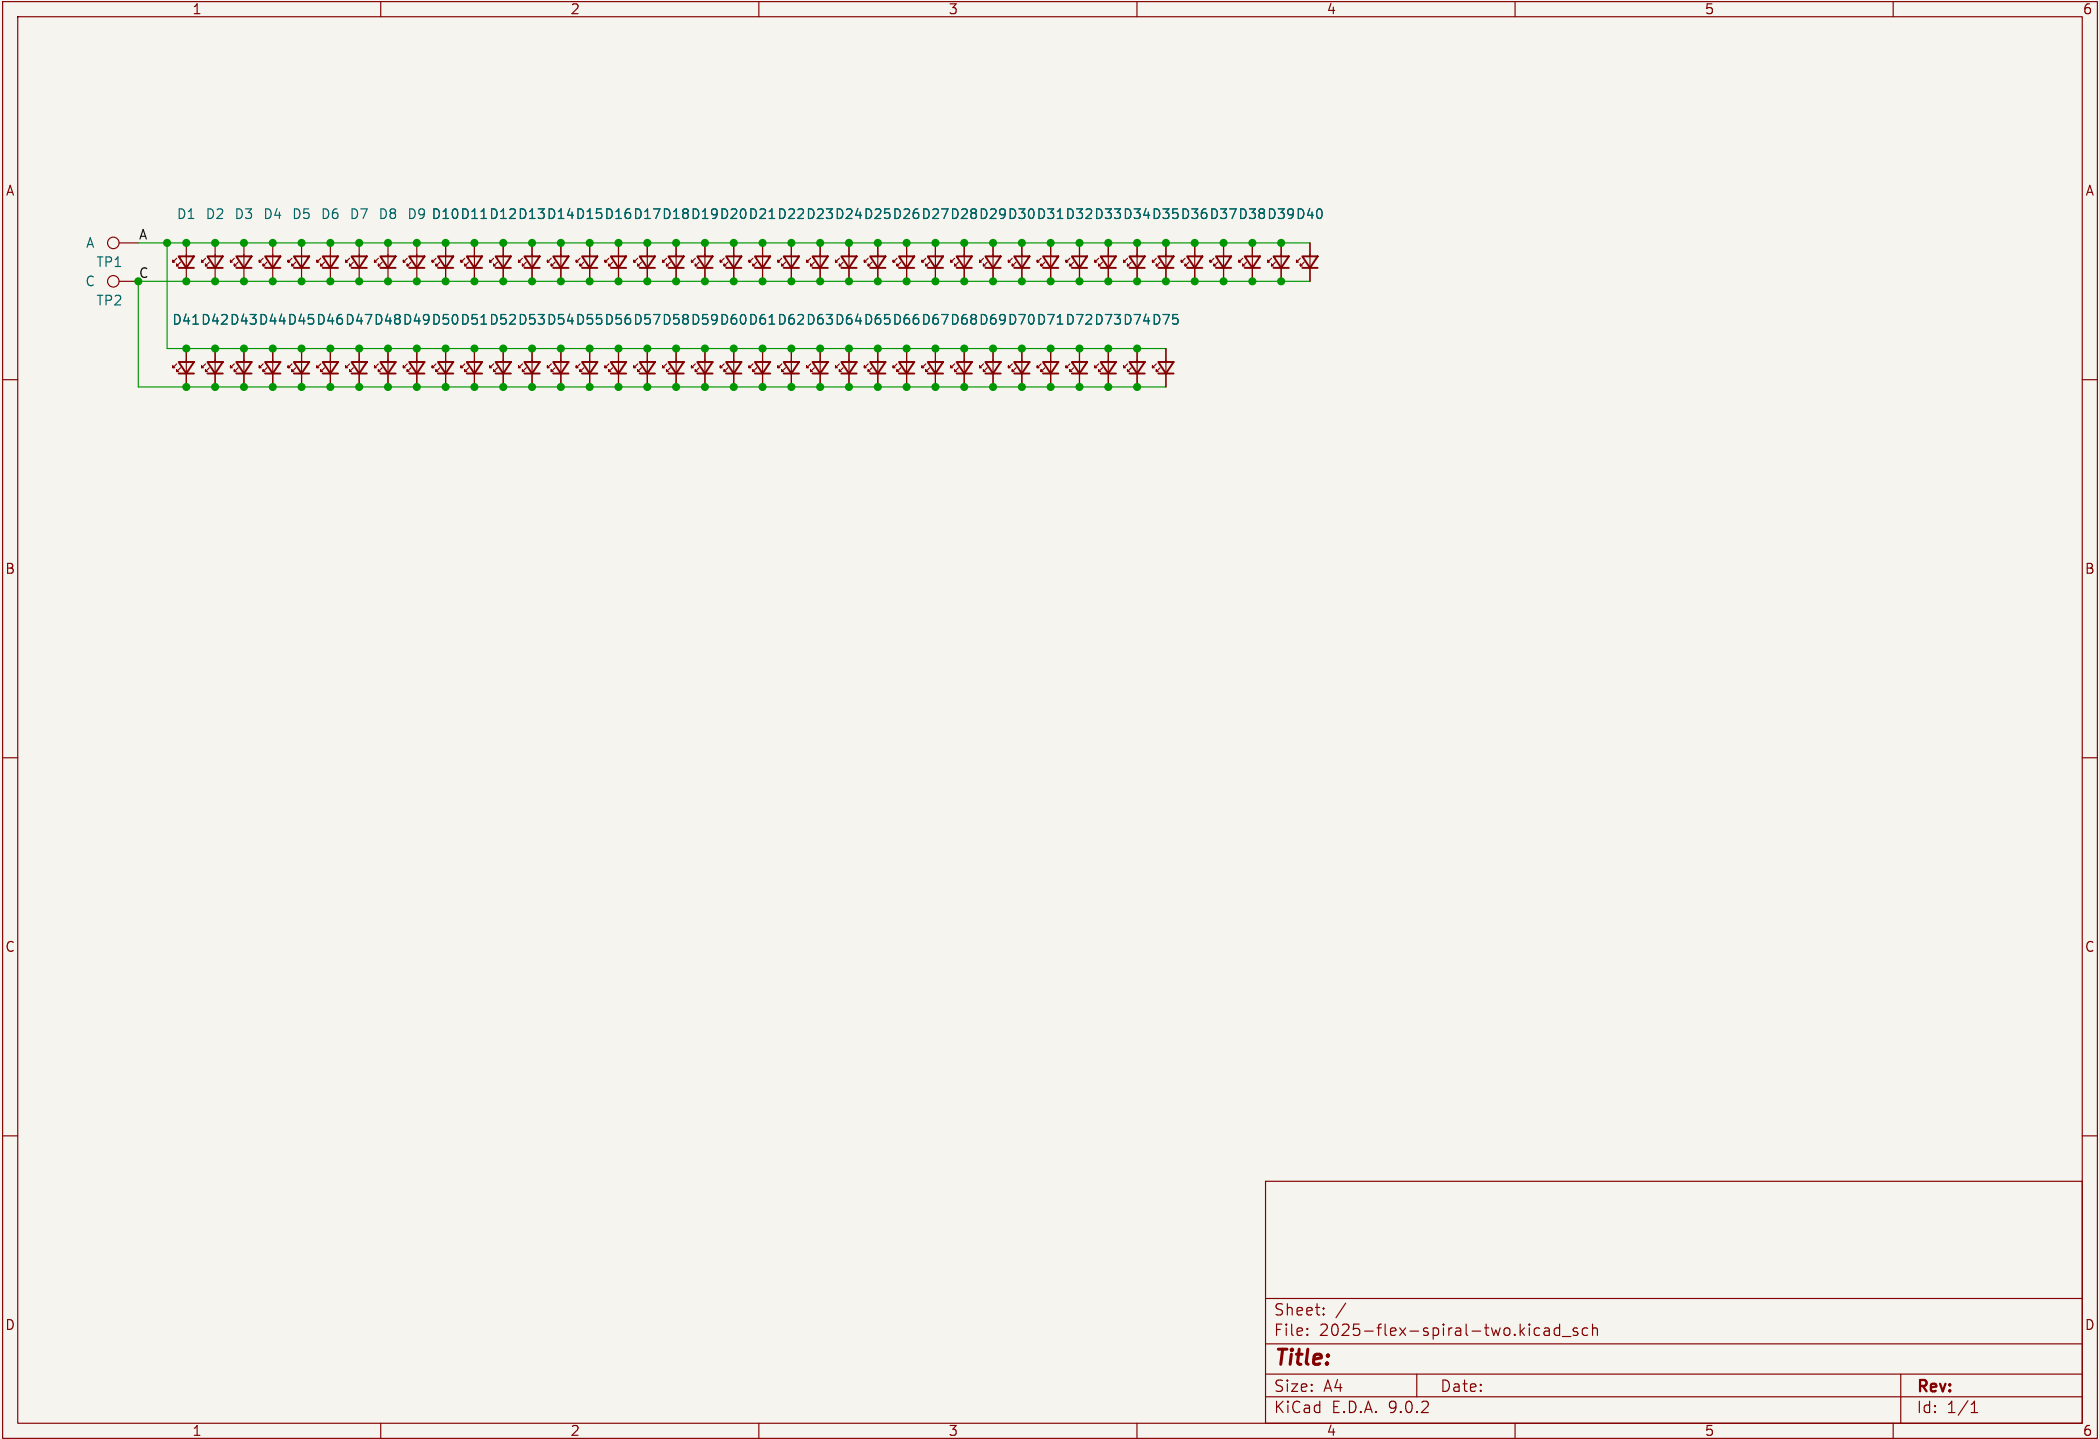 1 2 3 4 5 6
A A
D1 D2 D3 D4 D5 D6 D7 D8 D9 D10 D11 D12 D13 D14 D15 D16 D17 D18 D19 D20 D21 D22 D23 D24 D25 D26 D27 D28 D29 D30 D31 D32 D33 D34 D35 D36 D37 D38 D39 D40
A A
TP1
C C
TP2
D41 D42 D43 D44 D45 D46 D47 D48 D49 D50 D51 D52 D53 D54 D55 D56 D57 D58 D59 D60 D61 D62 D63 D64 D65 D66 D67 D68 D69 D70 D71 D72 D73 D74 D75
B B
C C
D D
Sheet: /
File: 2025-flex-spiral-two.kicad_sch
Title:
Size: A4 Date: Rev:
KiCad E.D.A. 9.0.2 Id: 1/1
1 2 3 4 5 6